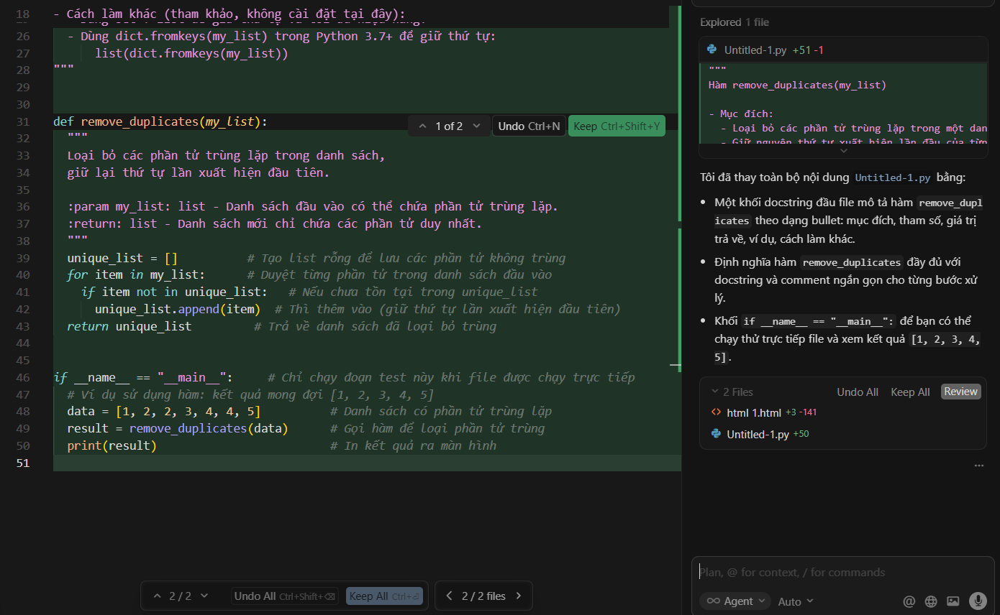 18 - Cách làm khác (tham khảo, không cài đặt tại đây):
26 - Dùng dict.fromkeys(my_list) trong Python 3.7+ để giữ thứ tự:
27 list(dict.fromkeys(my_list))
28 """
29
30
31 def remove_duplicates(my_list):
1 of 2 Undo Ctrl+N Keep Ctrl+Shift+Y
32 """
33 Loại bỏ các phần tử trùng lặp trong danh sách,
34 giữ lại thứ tự lần xuất hiện đầu tiên.
35
36 :param my_list: list - Danh sách đầu vào có thể chứa phần tử trùng lặp.
37 :return: list - Danh sách mới chỉ chứa các phần tử duy nhất.
38 """
39 unique_list = [] # Tạo list rỗng để lưu các phần tử không trùng
40 for item in my_list: # Duyệt từng phần tử trong danh sách đầu vào
41 if item not in unique_list: # Nếu chưa tồn tại trong unique_list
42 unique_list.append(item) # Thì thêm vào (giữ thứ tự lần xuất hiện đầu tiên)
43 return unique_list # Trả về danh sách đã loại bỏ trùng
44
45
46 if __name__ == "__main__": # Chỉ chạy đoạn test này khi file được chạy trực tiếp
47 # Ví dụ sử dụng hàm: kết quả mong đợi [1, 2, 3, 4, 5]
48 data = [1, 2, 2, 3, 4, 4, 5] # Danh sách có phần tử trùng lặp
49 result = remove_duplicates(data) # Gọi hàm để loại phần tử trùng
50 print(result) # In kết quả ra màn hình
51
2 / 2 Undo All Ctrl+Shift+⌫ Keep All Ctrl+⏎ 2 / 2 files
Explored 1 file
Untitled-1.py +51 -1
"""
Hàm remove_duplicates(my_list)
- Mục đích:
- Loại bỏ các phần tử trùng lặp trong một dan
- Giữ nguyên thứ tự xuất hiện lần đầu của từn
Tôi đã thay toàn bộ nội dung Untitled-1.py bằng:
• Một khối docstring đầu file mô tả hàm remove_dupl
icates theo dạng bullet: mục đích, tham số, giá trị
trả về, ví dụ, cách làm khác.
• Định nghĩa hàm remove_duplicates đầy đủ với
docstring và comment ngắn gọn cho từng bước xử
lý.
• Khối if __name__ == "__main__": để bạn có thể
chạy thử trực tiếp file và xem kết quả [1, 2, 3, 4,
5].
2 Files Undo All Keep All Review
html 1.html +3 -141
Untitled-1.py +50
Plan, @ for context, / for commands
Agent Auto